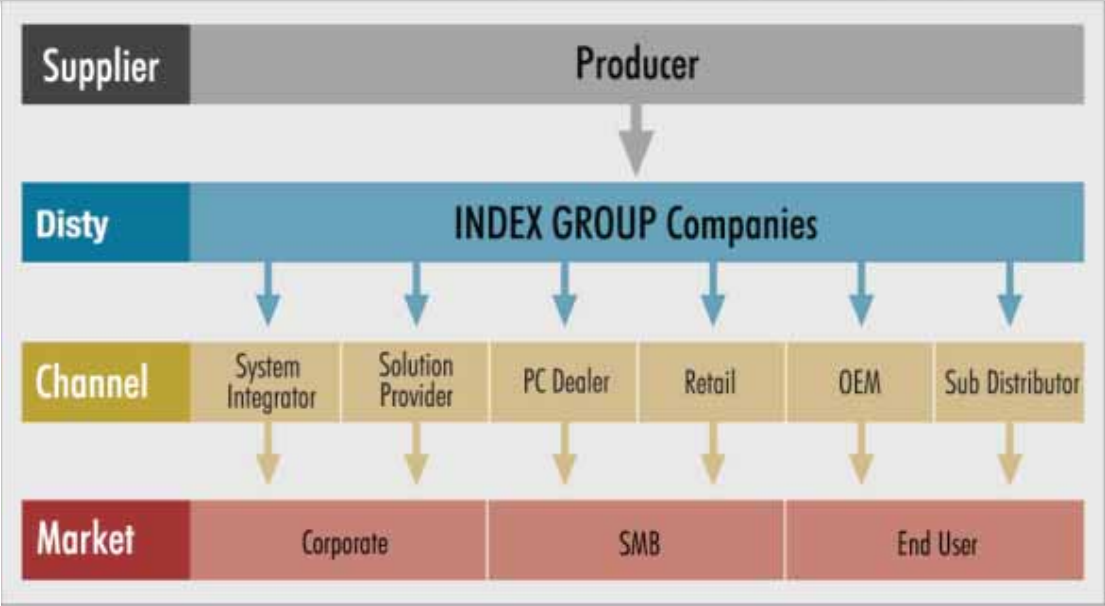 Supplier
Producer
Disty
INDEX GROUP Companies
Channel
System
Integrator
Solution
Provider
PC Dealer
Retail
OEM
Sub Distributor
Market
Corporate
SMB
End User